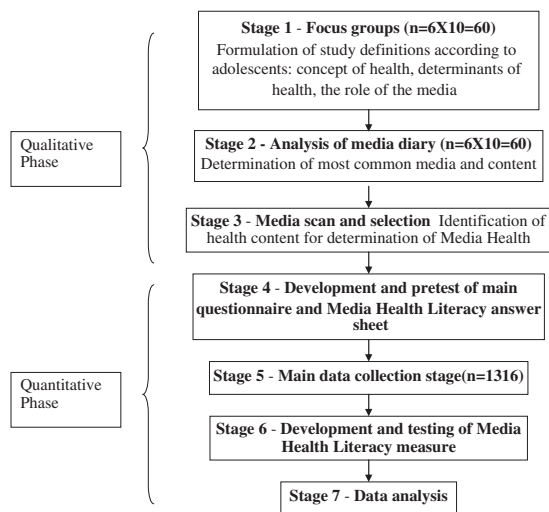 Stage 1 - Focus groups (n=6X10=60)
Formulation of study definitions according to
adolescents: concept of health, determinants of
health, the role of the media
Qualitative
Phase
Stage 2 - Analysis of media diary (n=6X10=60)
Determination of most common media and content
Stage 3 - Media scan and selection Identification of
health content for determination of Media Health
Stage 4 - Development and pretest of main
questionnaire and Media Health Literacy answer
sheet
Quantitative
Phase
Stage 5 - Main data collection stage(n=1316)
Stage 6 - Development and testing of Media
Health Literacy measure
Stage 7 - Data analysis